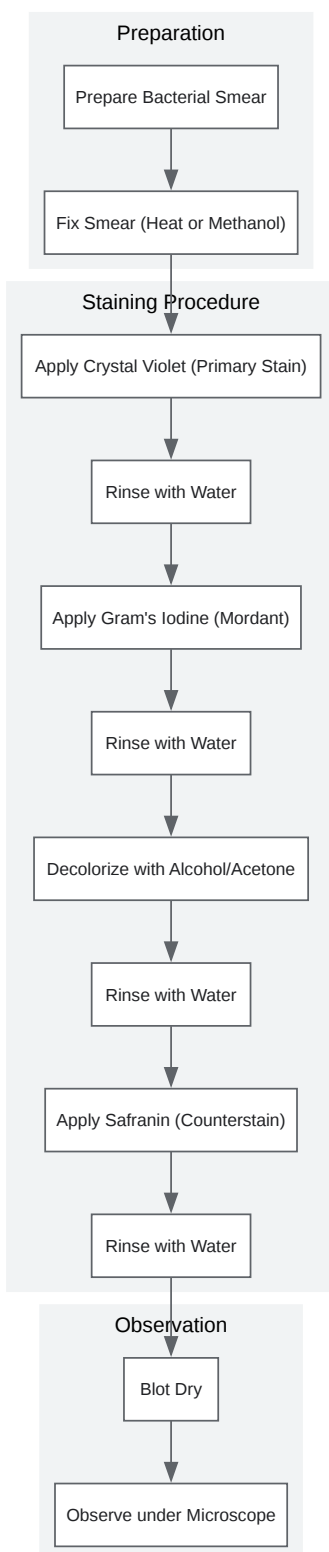 Preparation
Prepare Bacterial Smear
Fix Smear (Heat or Methanol)
Staining Procedure
Apply Crystal Violet (Primary Stain)
Rinse with Water
Apply Gram's Iodine (Mordant)
Rinse with Water
Decolorize with Alcohol/Acetone
Rinse with Water
Apply Safranin (Counterstain)
Rinse with Water
Observation
Blot Dry
Observe under Microscope